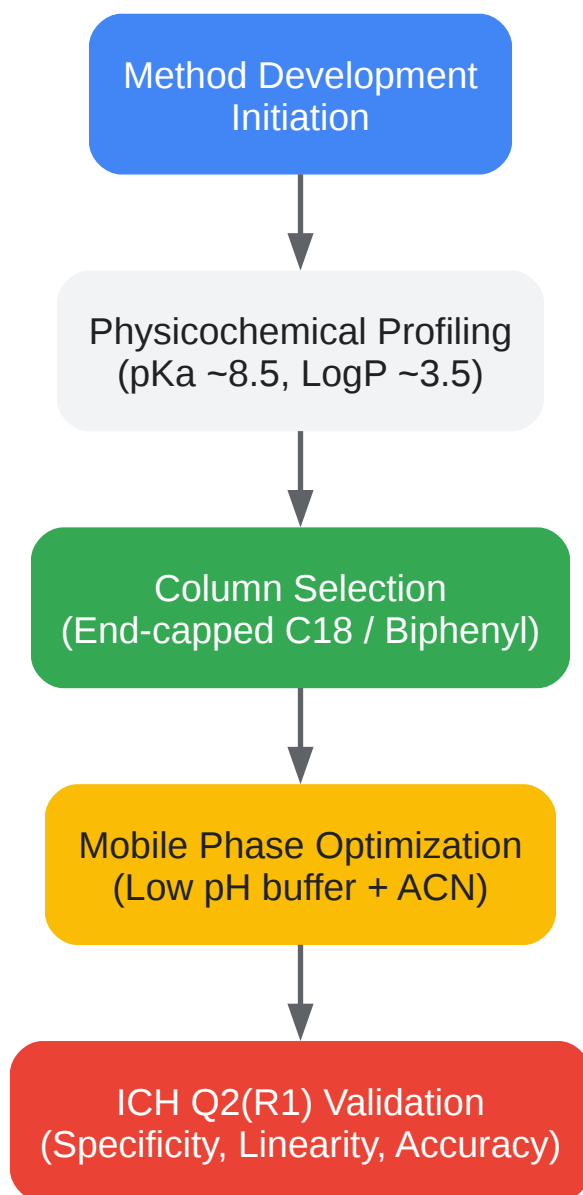 Method Development
Initiation
Physicochemical Profiling
(pKa ~8.5, LogP ~3.5)
Column Selection
(End-capped C18 / Biphenyl)
Mobile Phase Optimization
(Low pH buffer + ACN)
ICH Q2(R1) Validation
(Specificity, Linearity, Accuracy)